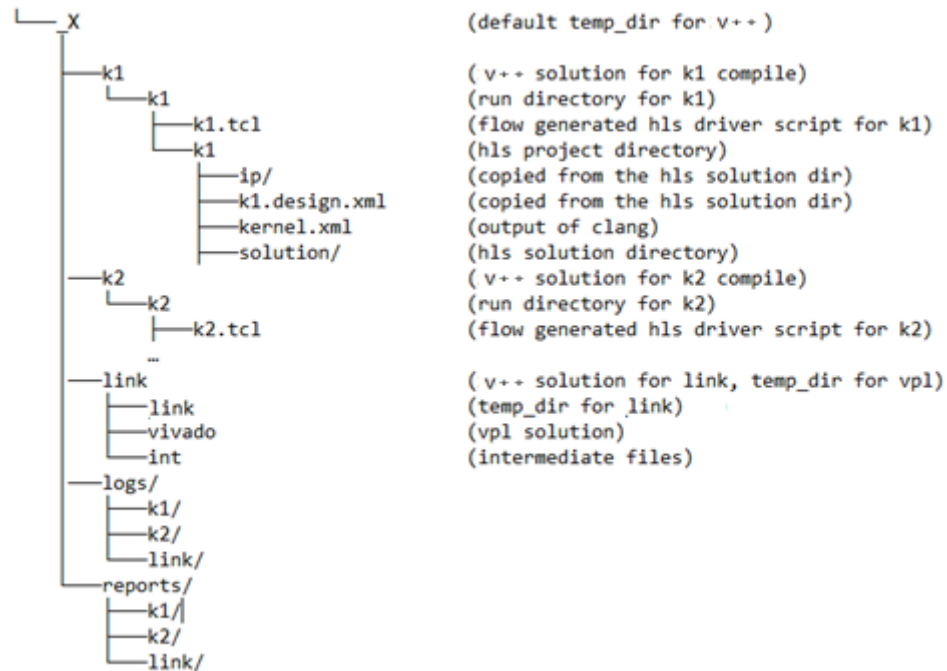 _X (default temp_dir for v++)
k1 (v++ solution for k1 compile)
k1 (run directory for k1)
k1.tcl (flow generated hls driver script for k1)
k1 (hls project directory)
ip/ (copied from the hls solution dir)
k1.design.xml (copied from the hls solution dir)
kernel.xml (output of clang)
solution/ (hls solution directory)
k2 (v++ solution for k2 compile)
k2 (run directory for k2)
k2.tcl (flow generated hls driver script for k2)
…
link (v++ solution for link, temp_dir for vpl)
link (temp_dir for link)
vivado (vpl solution)
int (intermediate files)
logs/
k1/
k2/
link/
reports/
k1/
k2/
link/